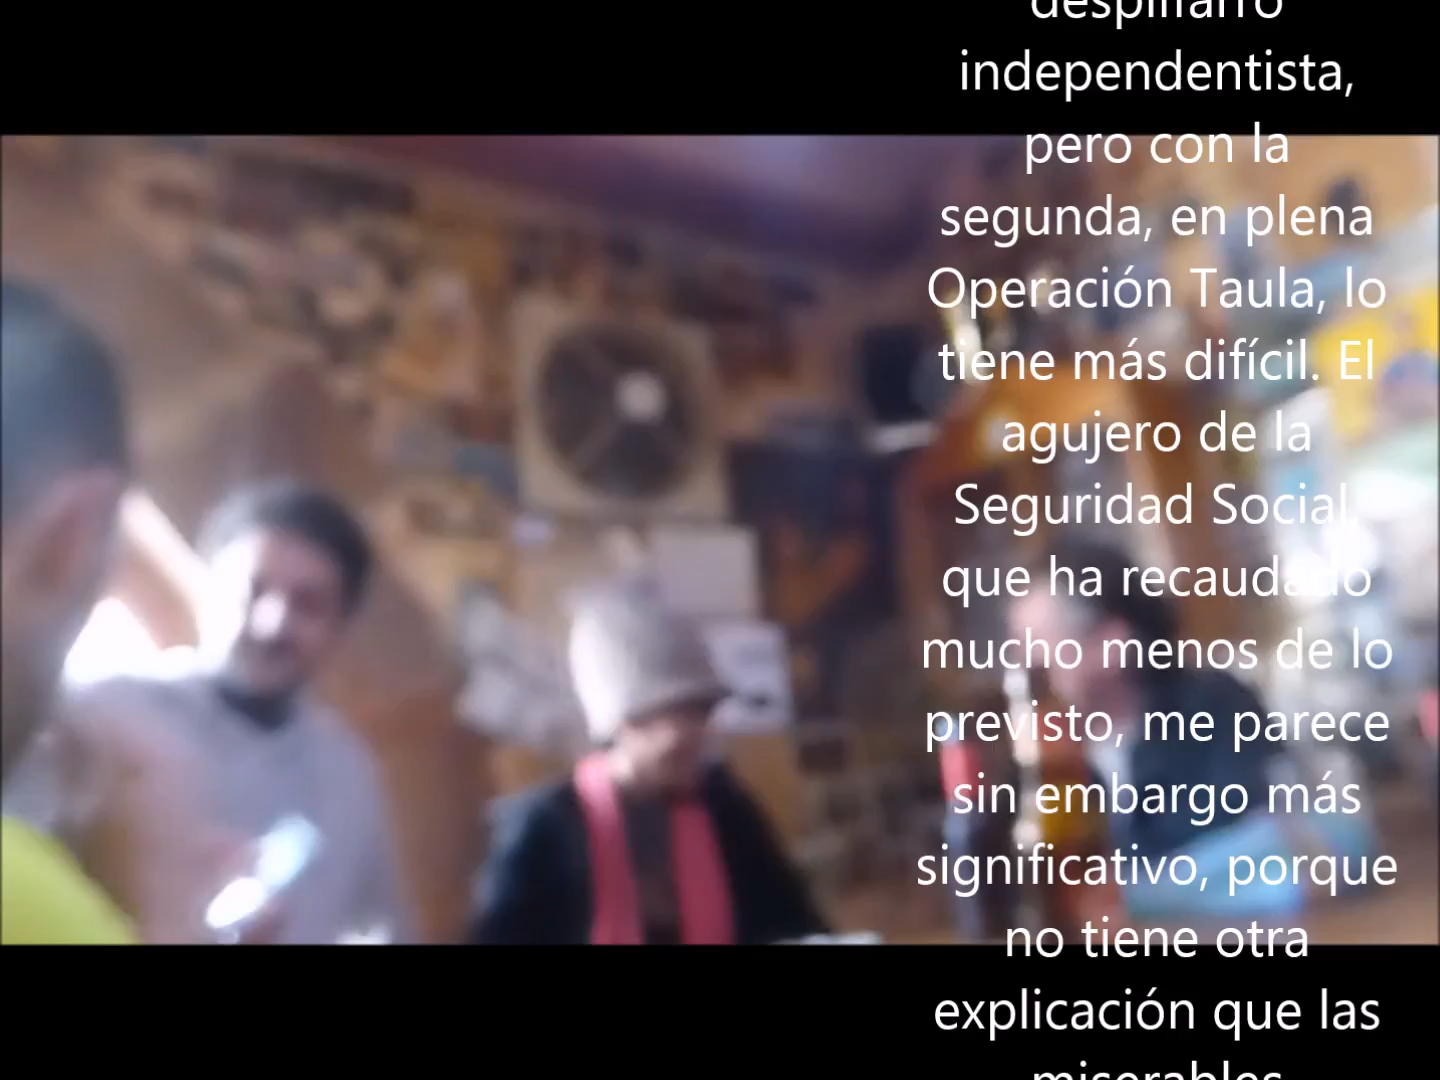 despilfarro
independentista,
pero con la
segunda, en plena
Operación Taula, lo
tiene más difícil. El
agujero de la
Seguridad Social,
que ha recaudado
mucho menos de lo
previsto, me parece
sin embargo más
significativo, porque
no tiene otra
explicación que las
miserables